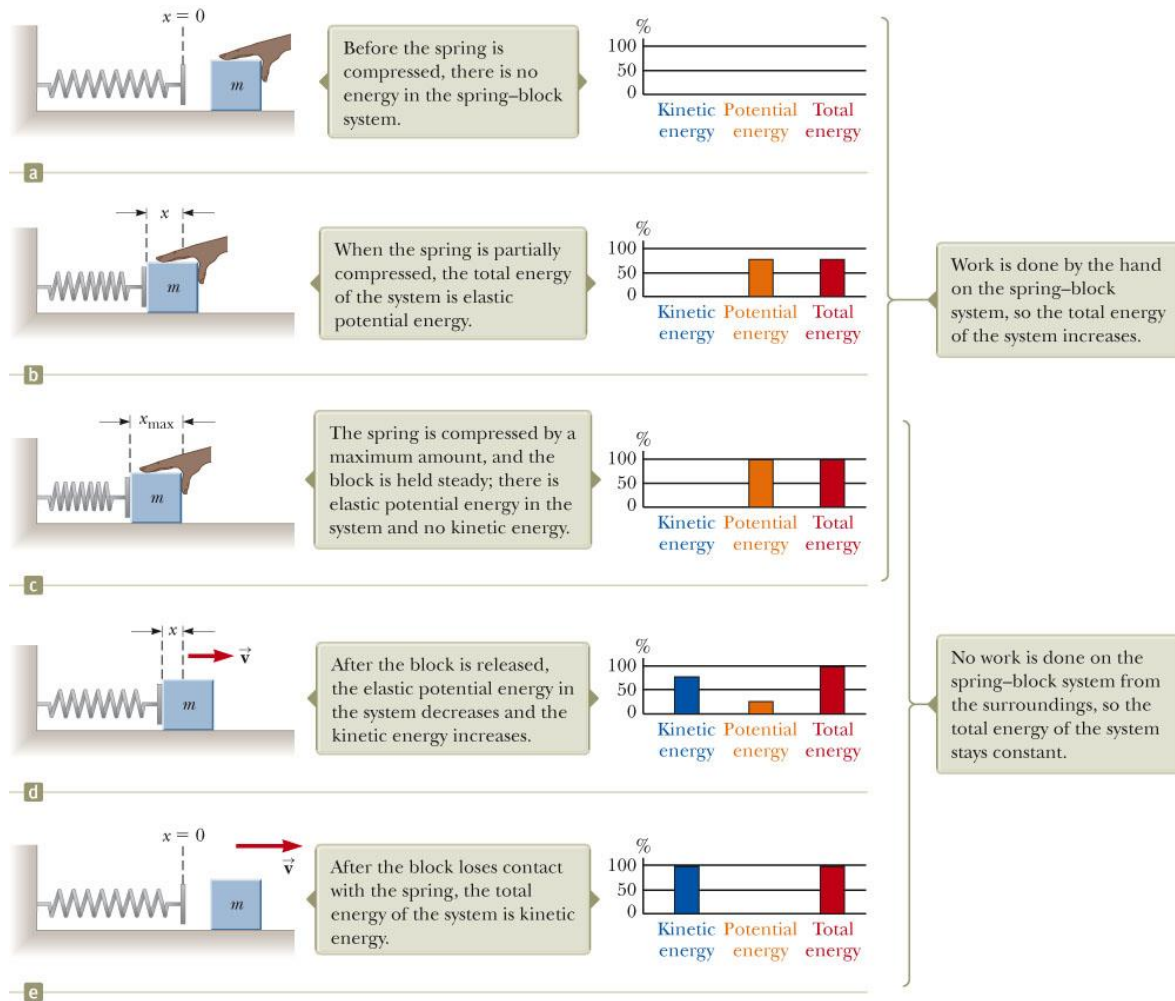 x = 0
m
Before the spring is
compressed, there is no
energy in the spring–block
system.
%
100
50
0
Kinetic Potential Total
energy energy energy
a
x
m
When the spring is partially
compressed, the total energy
of the system is elastic
potential energy.
%
100
50
0
Kinetic Potential Total
energy energy energy
Work is done by the hand
on the spring–block
system, so the total energy
of the system increases.
b
xmax
m
The spring is compressed by a
maximum amount, and the
block is held steady; there is
elastic potential energy in the
system and no kinetic energy.
%
100
50
0
Kinetic Potential Total
energy energy energy
c
x
v
m
After the block is released,
the elastic potential energy in
the system decreases and the
kinetic energy increases.
%
100
50
0
Kinetic Potential Total
energy energy energy
No work is done on the
spring–block system from
the surroundings, so the
total energy of the system
stays constant.
d
x = 0
v
m
After the block loses contact
with the spring, the total
energy of the system is kinetic
energy.
%
100
50
0
Kinetic Potential Total
energy energy energy
e